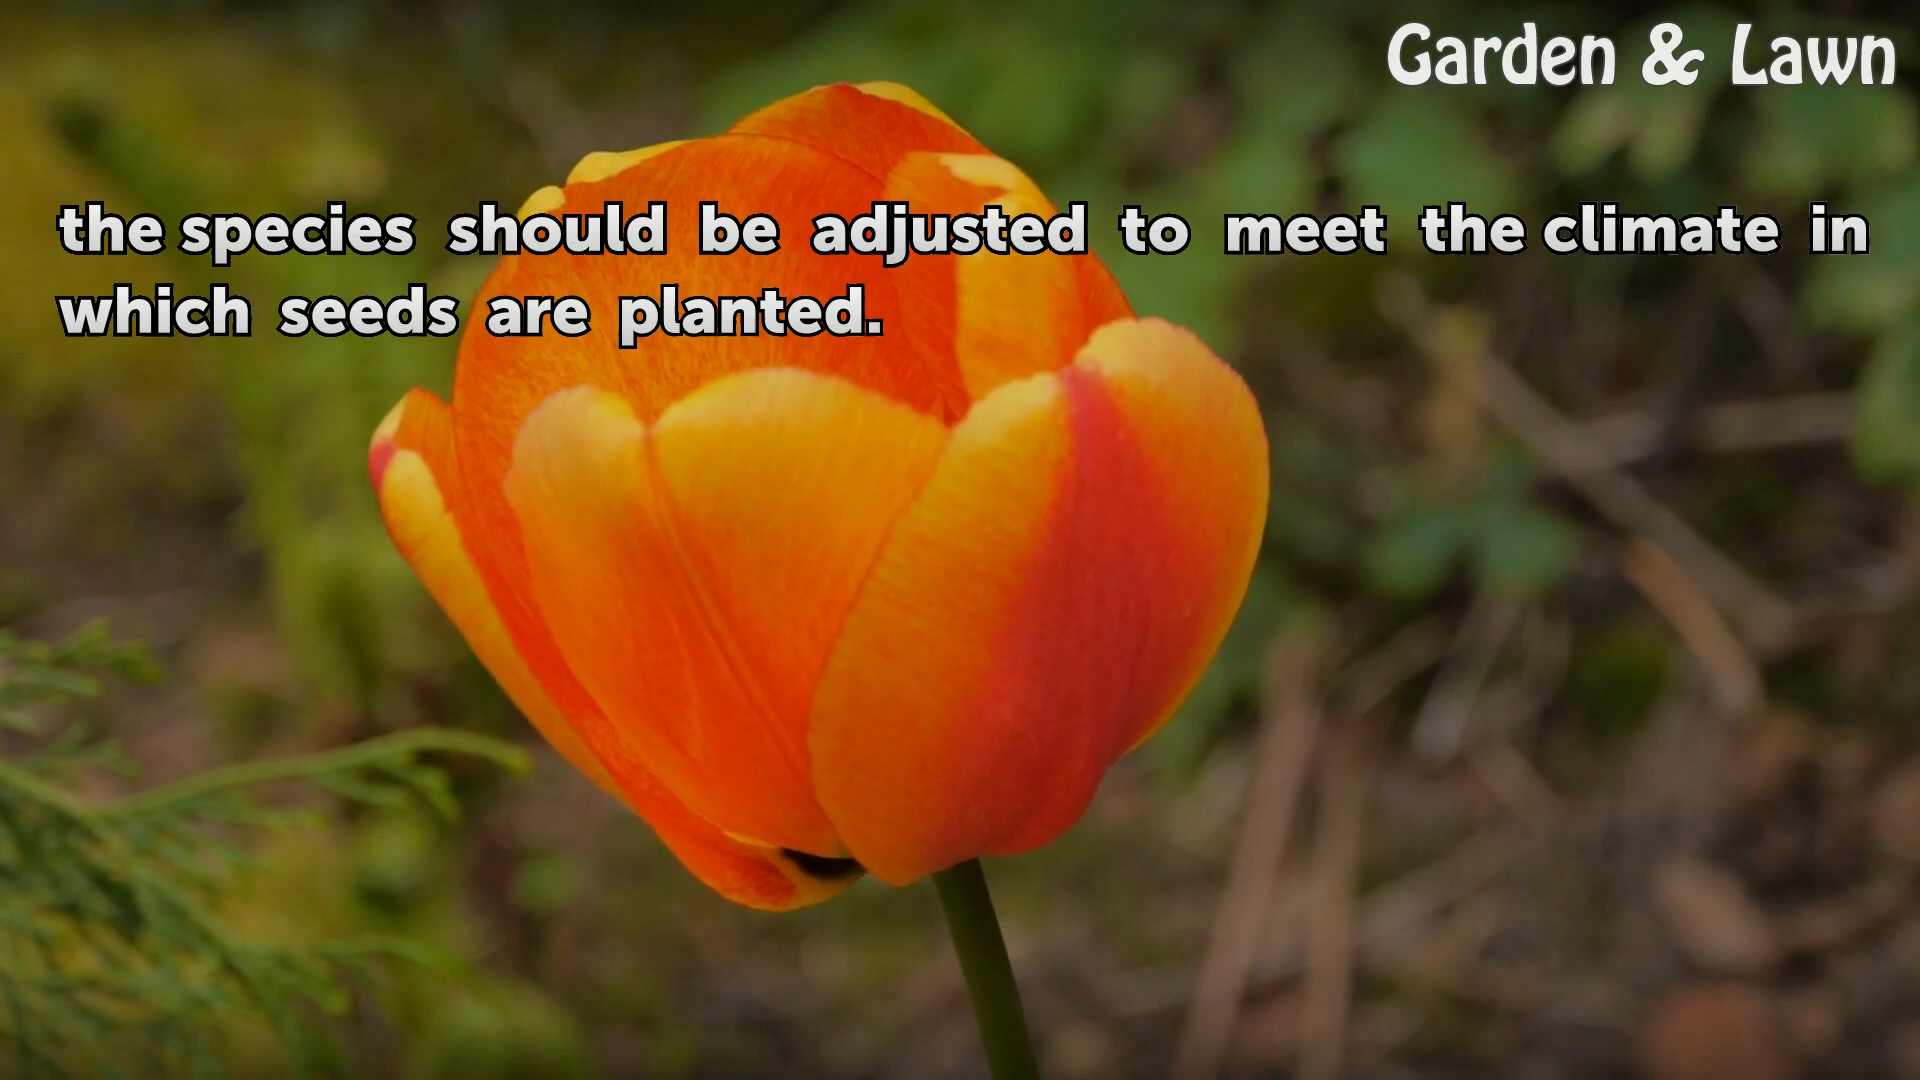 Garden & Lawn
the species should be adjusted to meet the climate in
which seeds are planted.